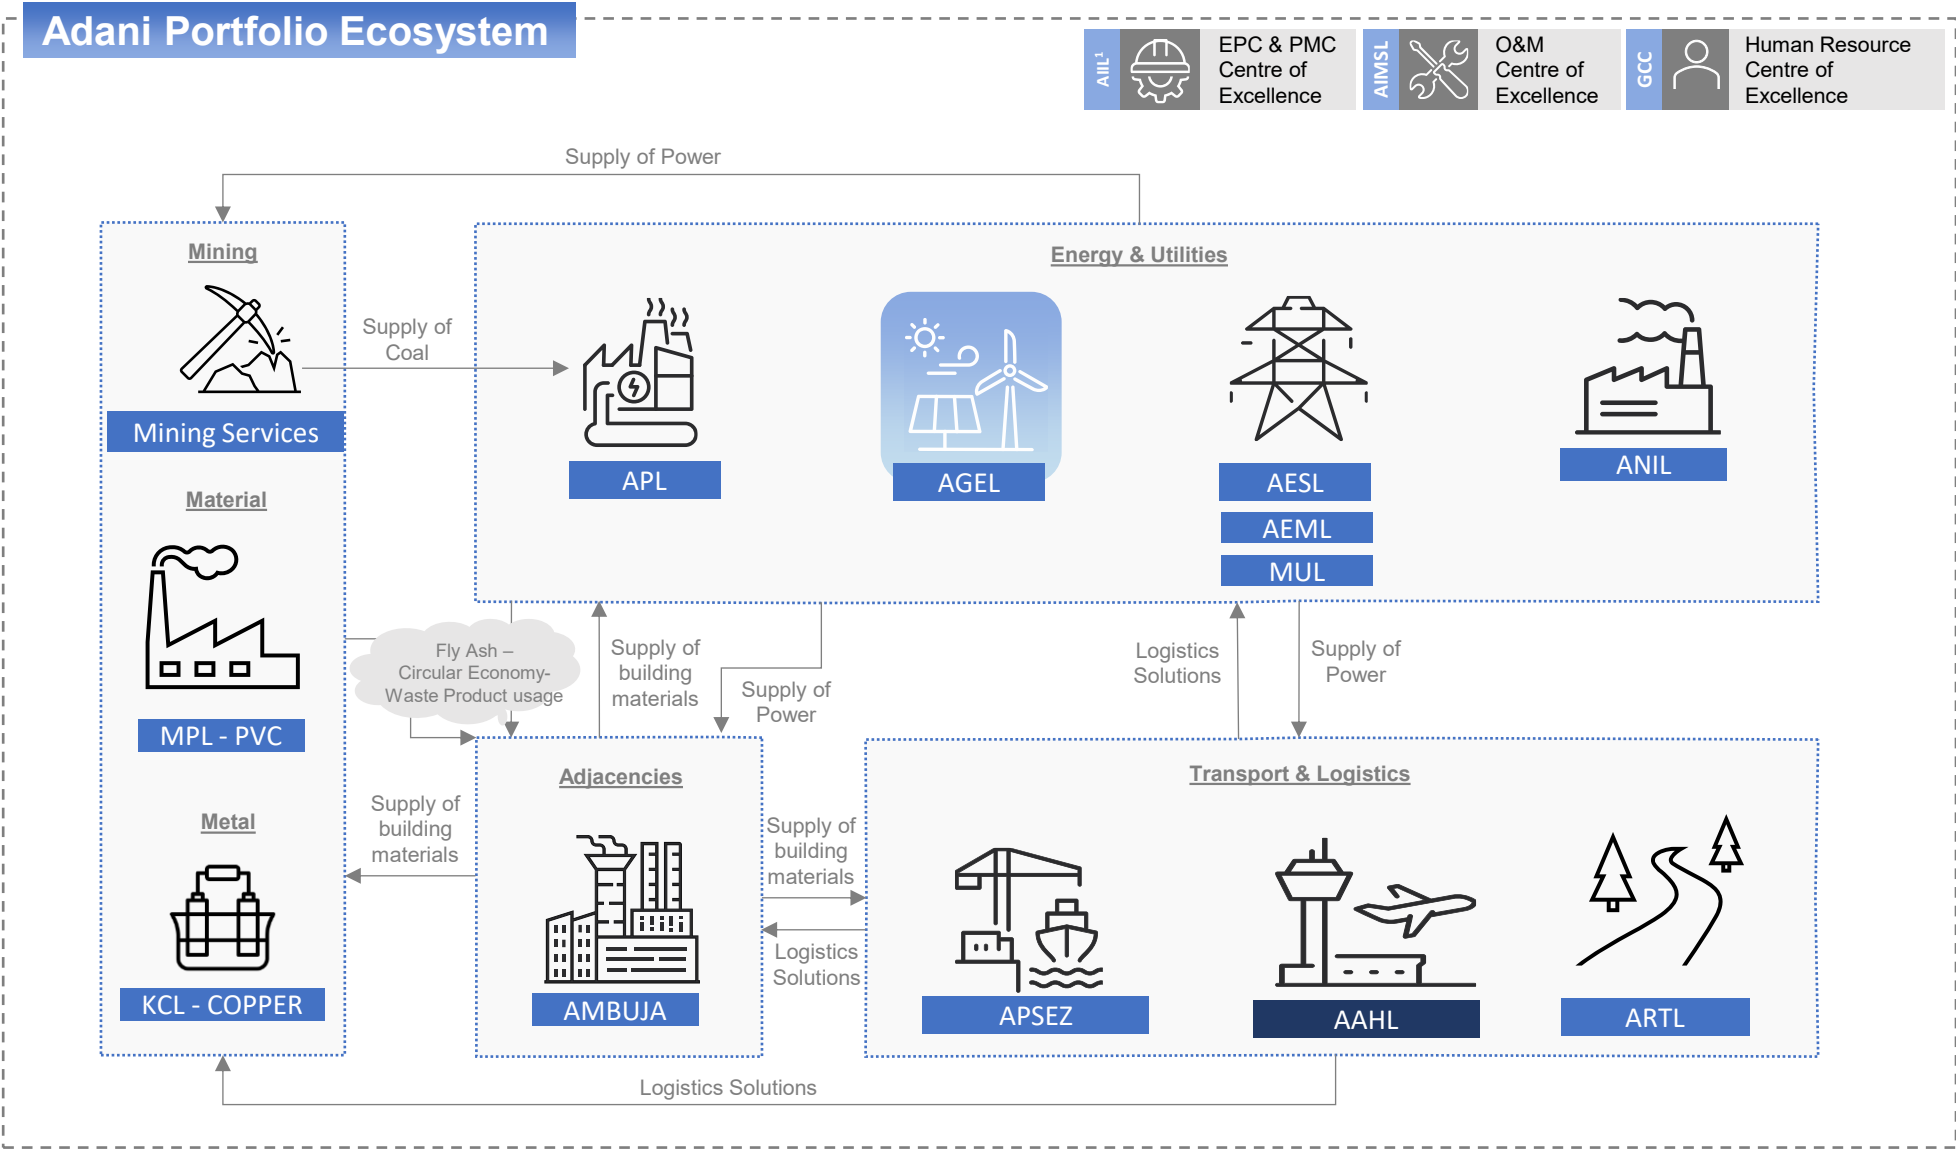 Adani Portfolio Ecosystem
AIIL¹
EPC & PMC
Centre of
Excellence
AIMSL
O&M
Centre of
Excellence
GCC
Human Resource
Centre of
Excellence
Supply of Power
Mining
Mining Services
Material
MPL - PVC
Metal
KCL - COPPER
Supply of
Coal
Energy & Utilities
APL
AGEL
AESL
AEML
MUL
ANIL
Fly Ash –
Circular Economy-
Waste Product usage
Supply of
building
materials
Supply of
Power
Logistics
Solutions
Supply of
Power
Supply of
building
materials
Adjacencies
AMBUJA
Supply of
building
materials
Logistics
Solutions
Transport & Logistics
APSEZ
AAHL
ARTL
Logistics Solutions